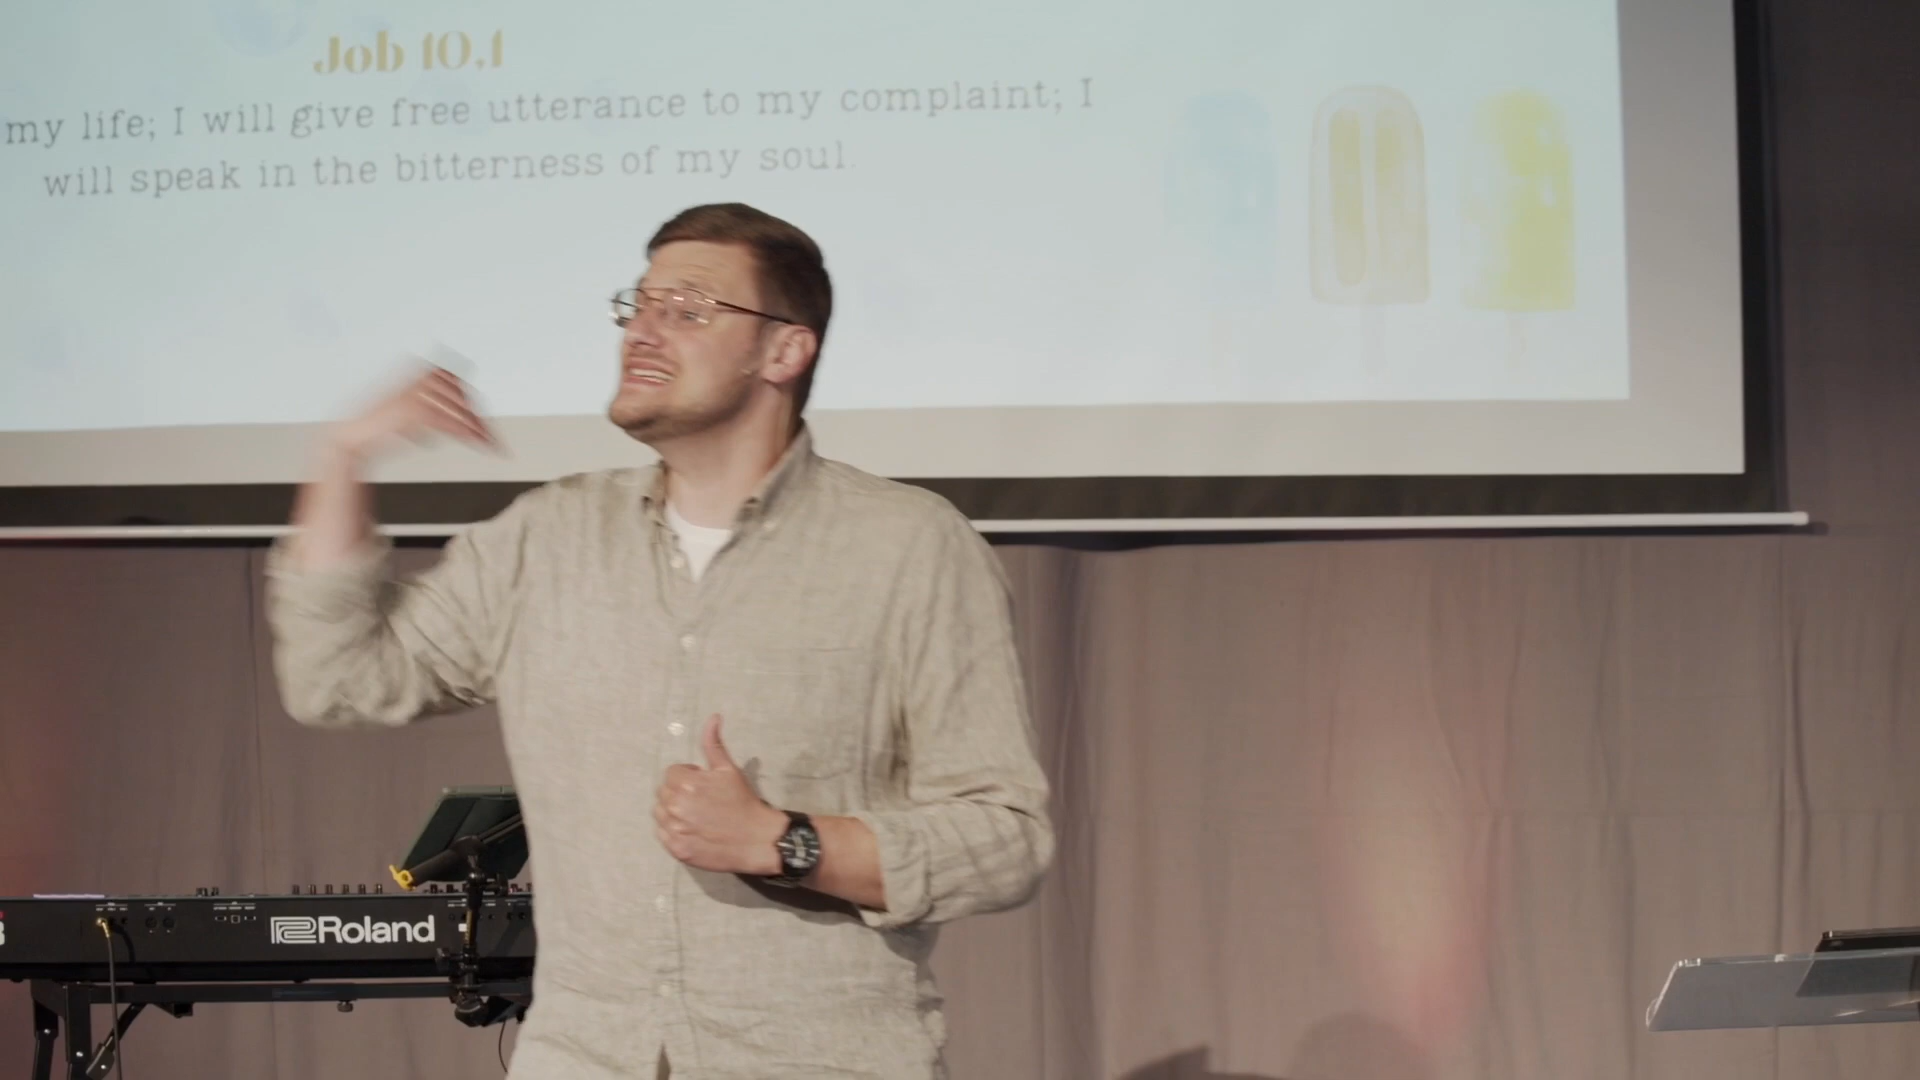 Job 10,1
my life; I will give free utterance to my complaint; I
will speak in the bitterness of my soul.
Roland